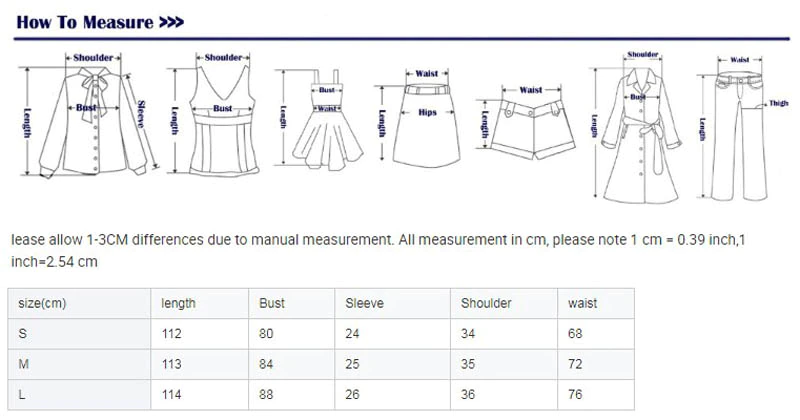 How To Measure >>>
Shoulder
Length
Bust
Sleeve
Shoulder
Length
Bust
Length
Bust
Waist
Waist
Length
Hips
Waist
Length
Shoulder
Length
Bust
Waist
Length
Thigh
lease allow 1-3CM differences due to manual measurement. All measurement in cm, please note 1 cm = 0.39 inch,1
inch=2.54 cm
size(cm) length Bust Sleeve Shoulder waist
S 112 80 24 34 68
M 113 84 25 35 72
L 114 88 26 36 76